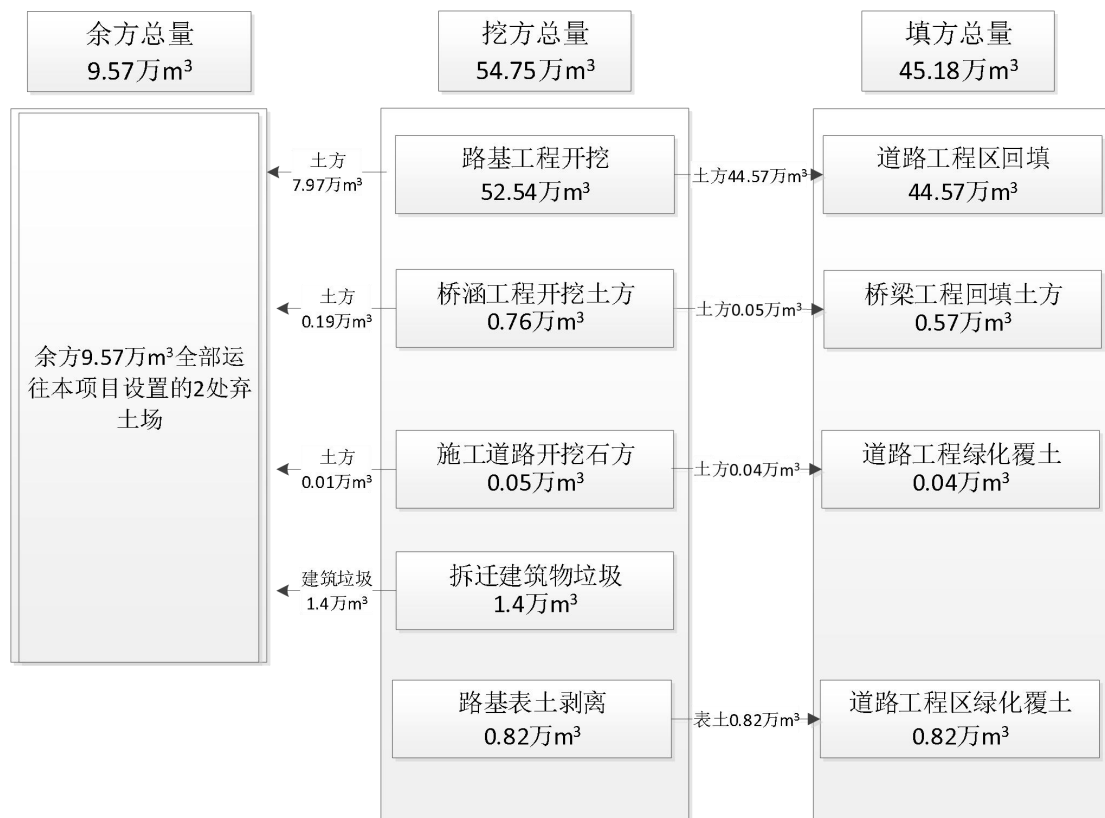 余方总量
9.57万m³
挖方总量
54.75万m³
填方总量
45.18万m³
土方
7.97万m³
路基工程开挖
52.54万m³
土方44.57万m³
道路工程区回填
44.57万m³
土方
0.19万m³
桥涵工程开挖土方
0.76万m³
土方0.05万m³
桥梁工程回填土方
0.57万m³
余方9.57万m³全部运
往本项目设置的2处弃
土场
土方
0.01万m³
施工道路开挖石方
0.05万m³
土方0.04万m³
道路工程绿化覆土
0.04万m³
建筑垃圾
1.4万m³
拆迁建筑物垃圾
1.4万m³
路基表土剥离
0.82万m³
表土0.82万m³
道路工程区绿化覆土
0.82万m³